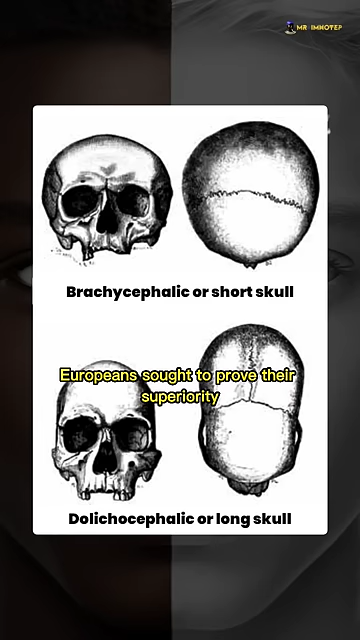 MR IMHOTEP
Brachycephalic or short skull
Europeans sought to prove their
superiority
Dolichocephalic or long skull